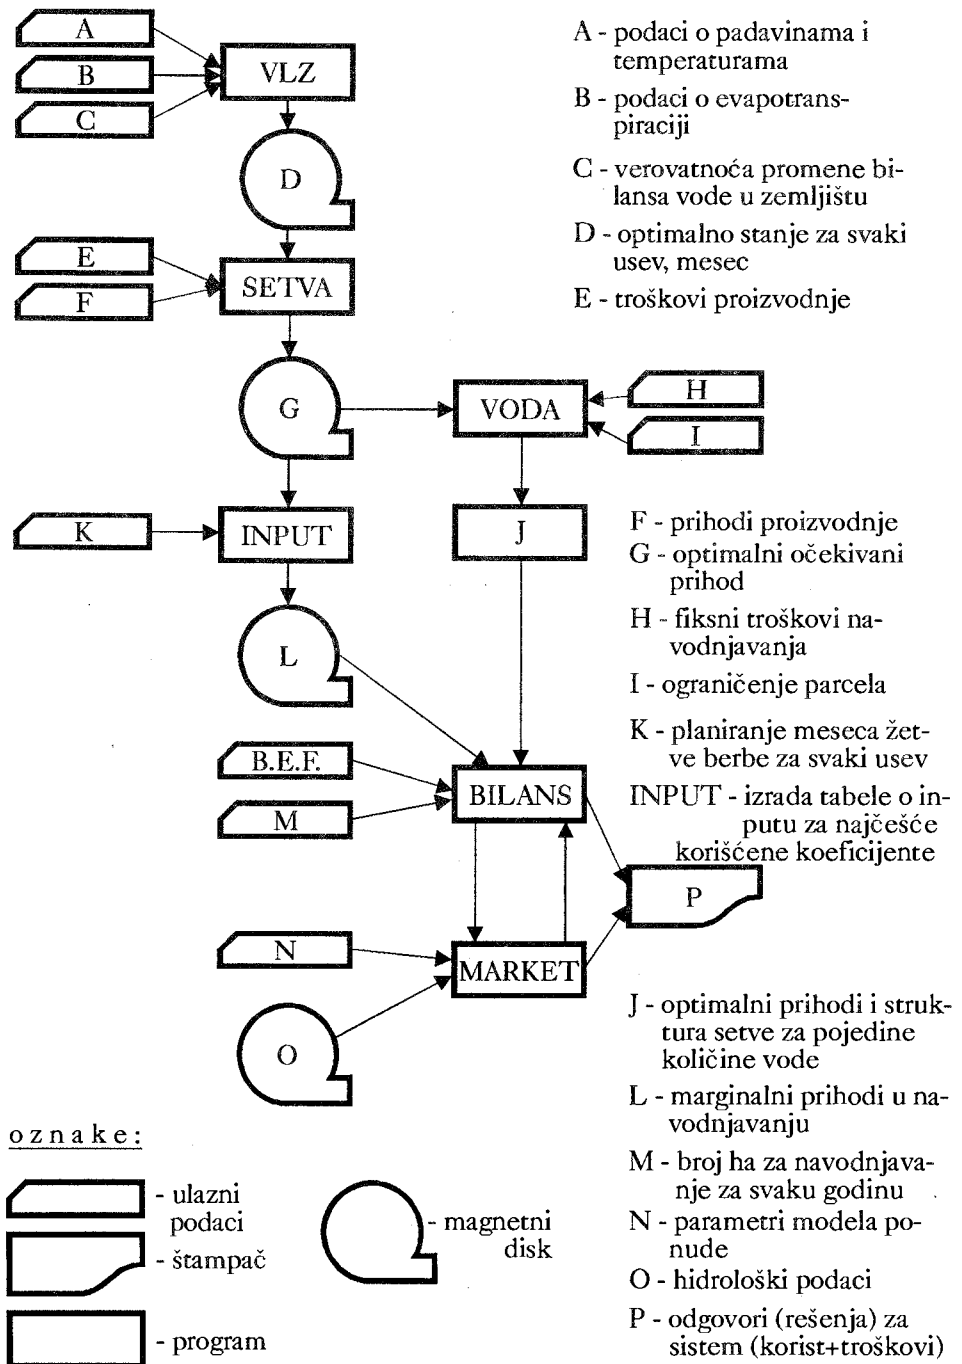 A
B
C
VLZ
D
E
F
SETVA
G
VODA
H
I
K
INPUT
J
L
B.E.F.
M
BILANS
P
N
MARKET
O
A - podaci o padavinama i
temperaturama
B - podaci o evapotrans-
piraciji
C - verovatnoća promene bi-
lansa vode u zemljištu
D - optimalno stanje za svaki
usev, mesec
E - troškovi proizvodnje
F - prihodi proizvodnje
G - optimalni očekivani
prihod
H - fiksni troškovi na-
vodnjavanja
I - ograničenje parcela
K - planiranje meseca žet-
ve berbe za svaki usev
INPUT - izrada tabele o in-
putu za najčešće
korišćene koeficijente
J - optimalni prihodi i struk-
tura setve za pojedine
količine vode
L - marginalni prihodi u na-
vodnjavanju
M - broj ha za navodnjava-
nje za svaku godinu
N - parametri modela po-
nude
O - hidrološki podaci
P - odgovori (rešenja) za
sistem (korist+troškovi)
oznake:
- ulazni
podaci
- štampač
- program
- magnetni
disk